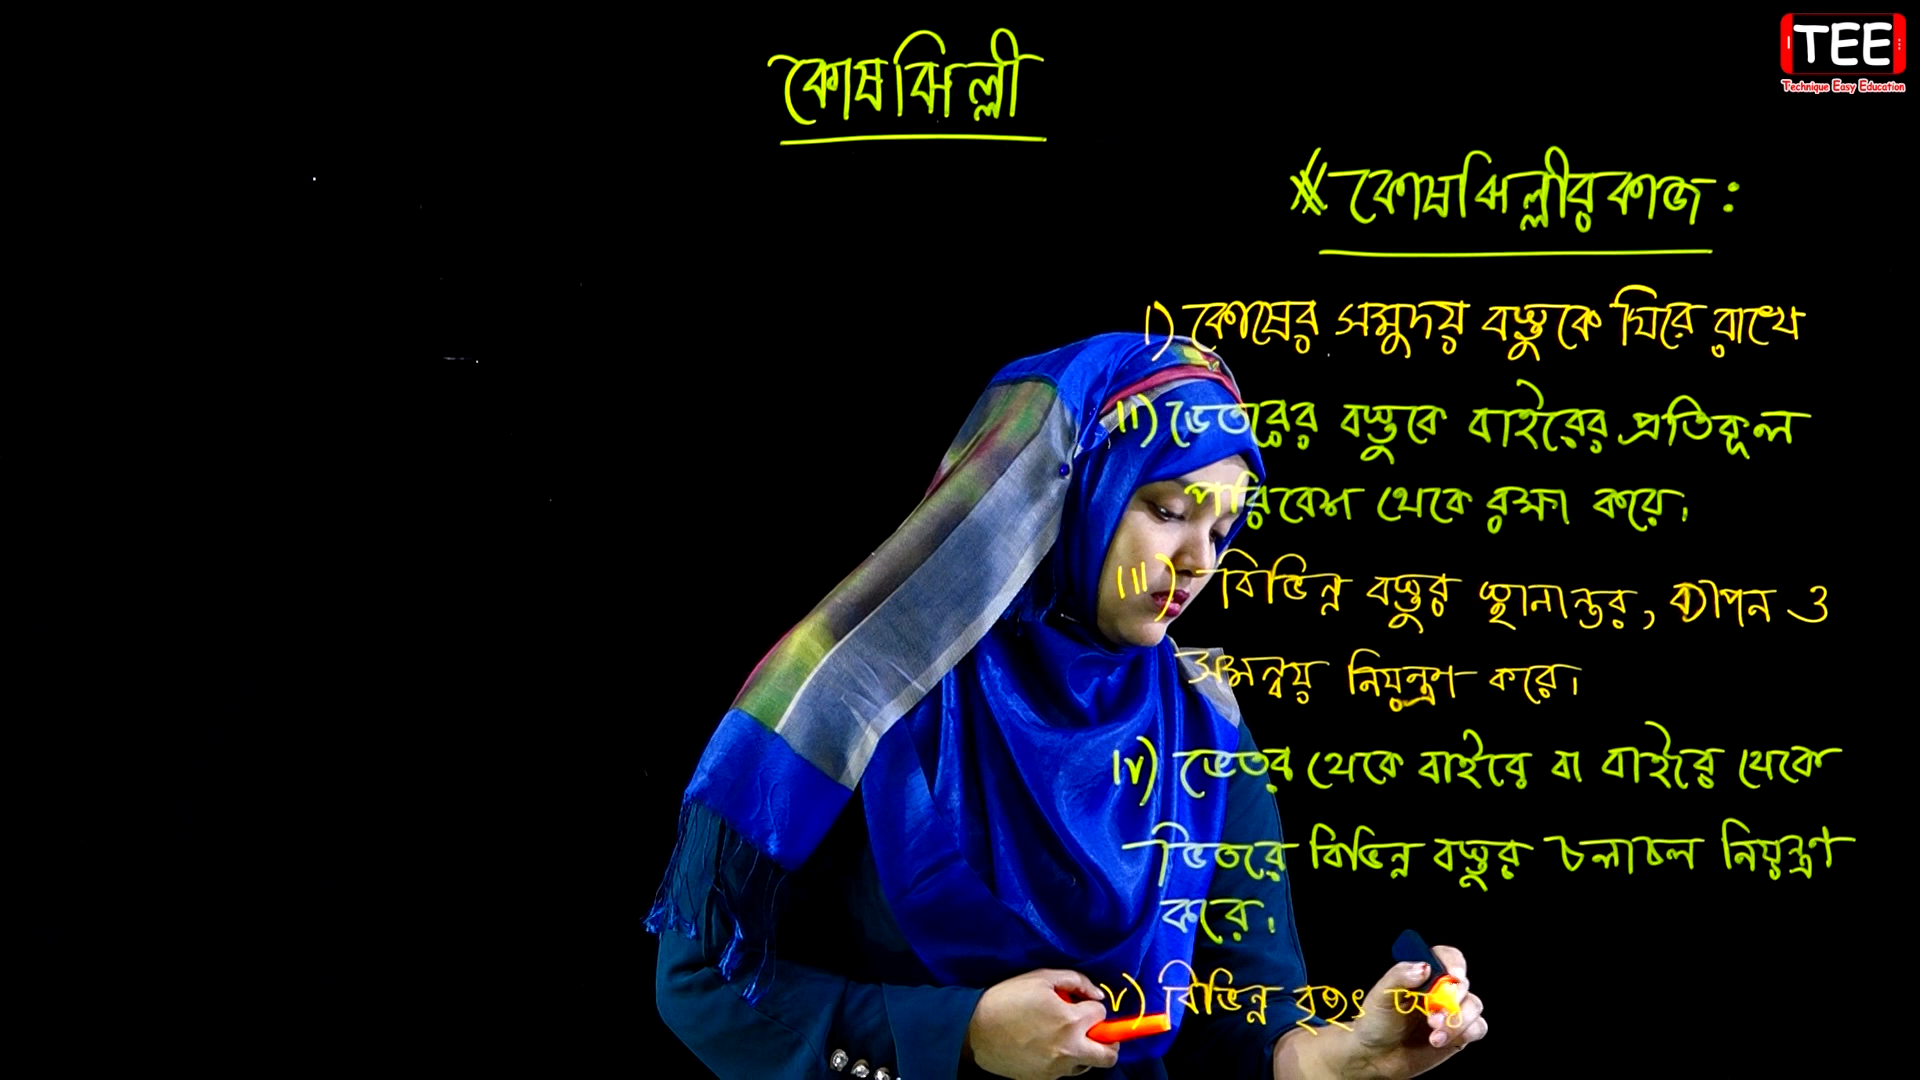 TEE
Technique Easy Education
কোষঝিল্লী
* কোষঝিল্লীর কাজ :
i) কোষের সমুদয় বস্তুকে ঘিরে রাখে
ii) ভেতরের বস্তুকে বাইরের প্রতিকূল
পরিবেশ থেকে রক্ষা করে।
iii) বিভিন্ন বস্তুর স্থানান্তর, ব্যাপন ও
সমন্বয় নিয়ন্ত্রণ করে।
iv) ভেতর থেকে বাইরে বা বাইরে থেকে
ভিতরে বিভিন্ন বস্তুর চলাচল নিয়ন্ত্রণ
করে।
v) বিভিন্ন বৃহৎ